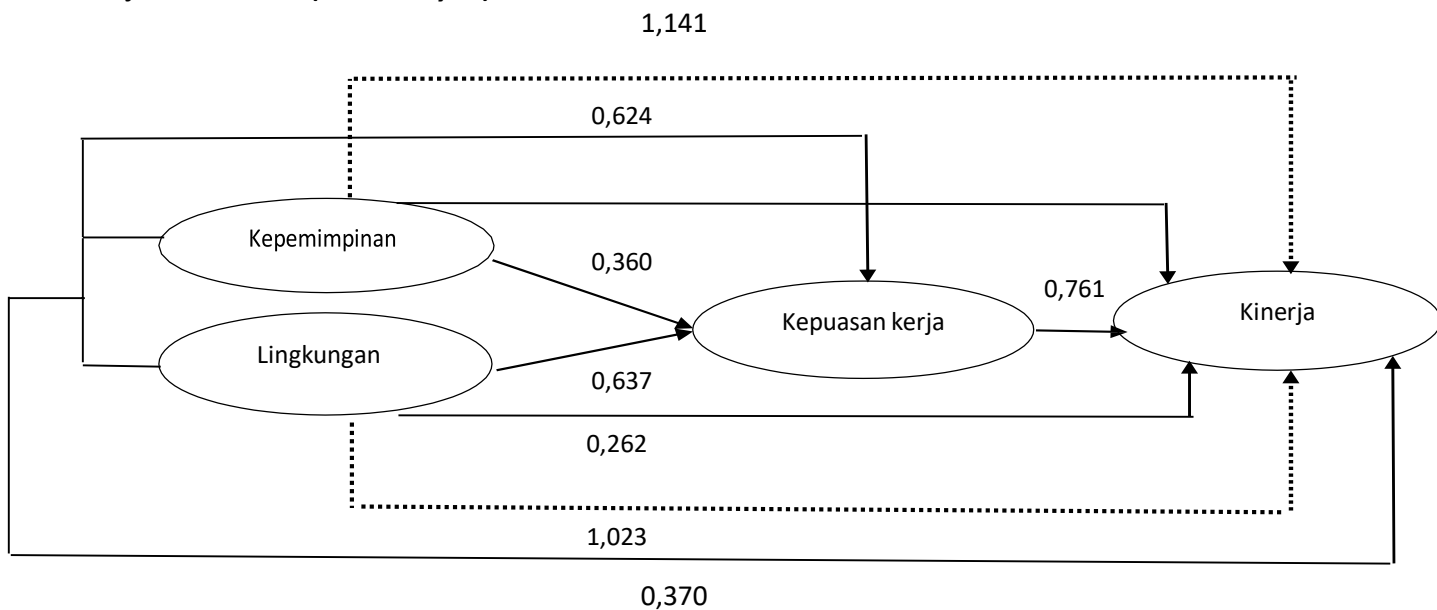 1,141
0,624
Kepemimpinan
0,360
0,761
Kinerja
Kepuasan kerja
Lingkungan
0,637
0,262
1,023
0,370